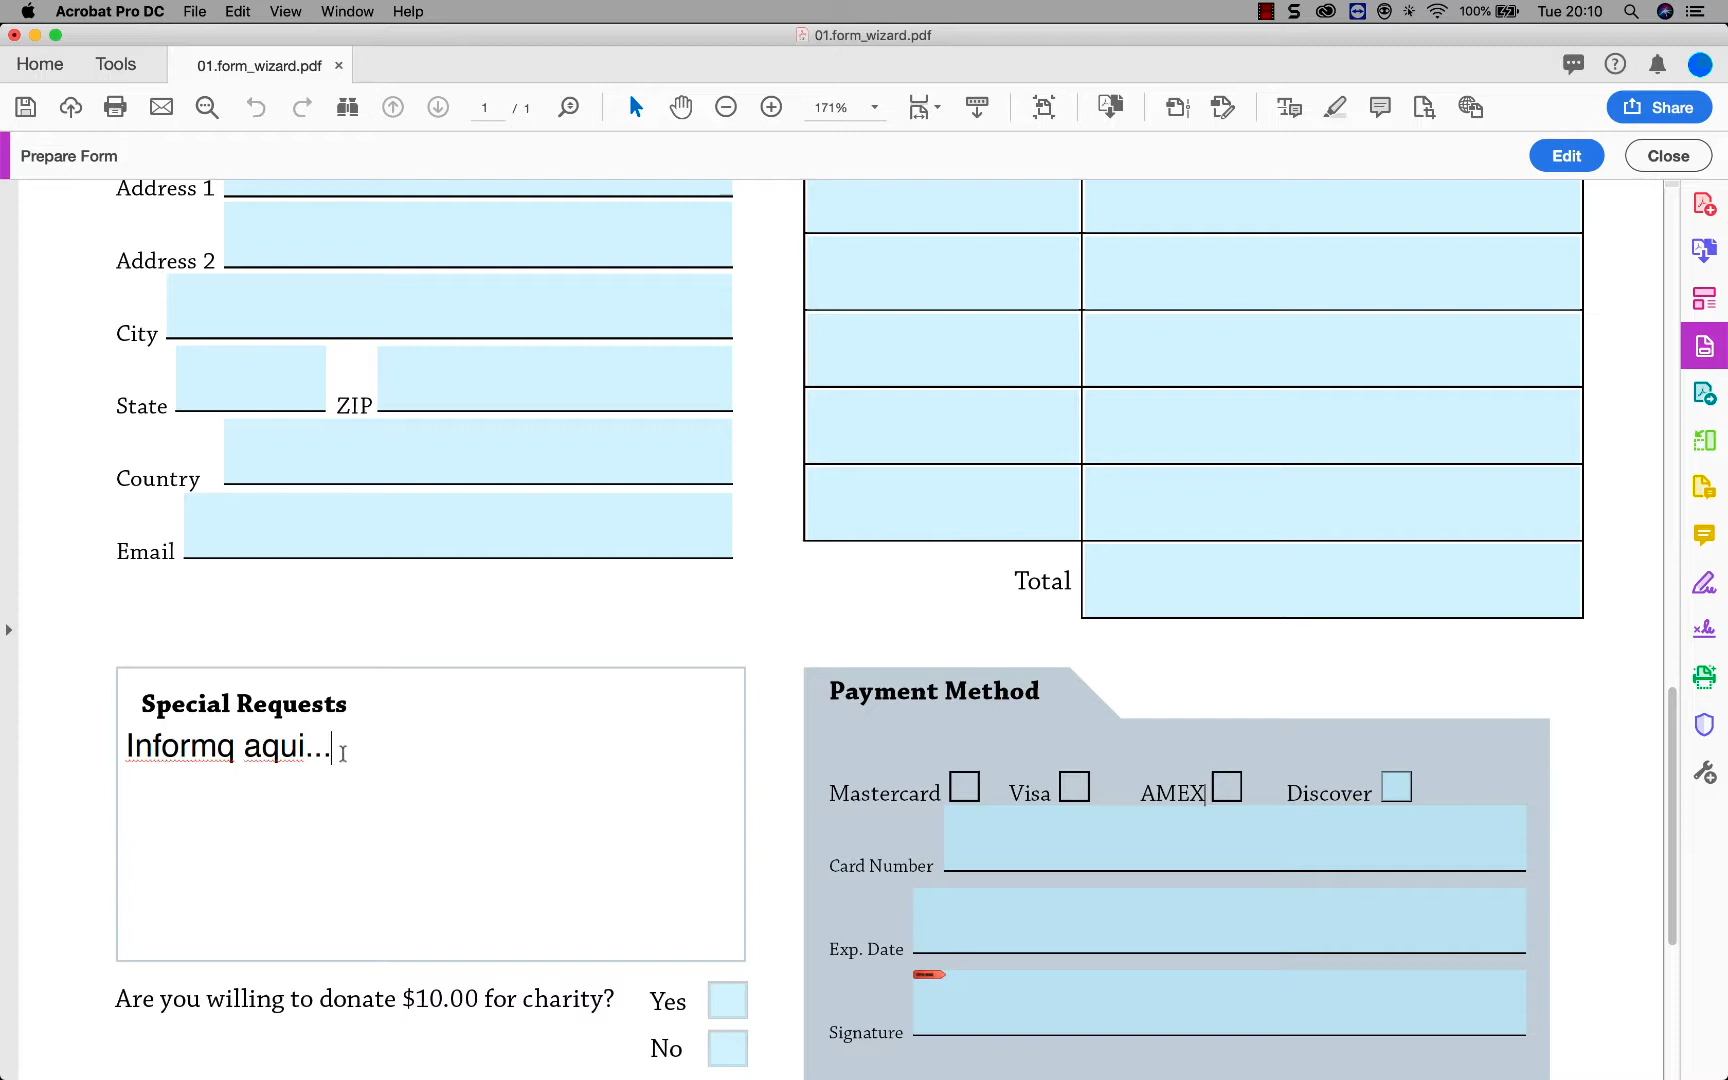 Acrobat Pro DC File Edit View Window Help 100% Tue 20:10
01.form_wizard.pdf
Home Tools 01.form_wizard.pdf ×
1 / 1 171% Share
Prepare Form Edit Close
Address 1
Address 2
City
State ZIP
Country
Email
Total
Special Requests
Informq aqui...
Payment Method
Mastercard Visa AMEX Discover
Card Number
Exp. Date
Signature
Are you willing to donate $10.00 for charity? Yes
No